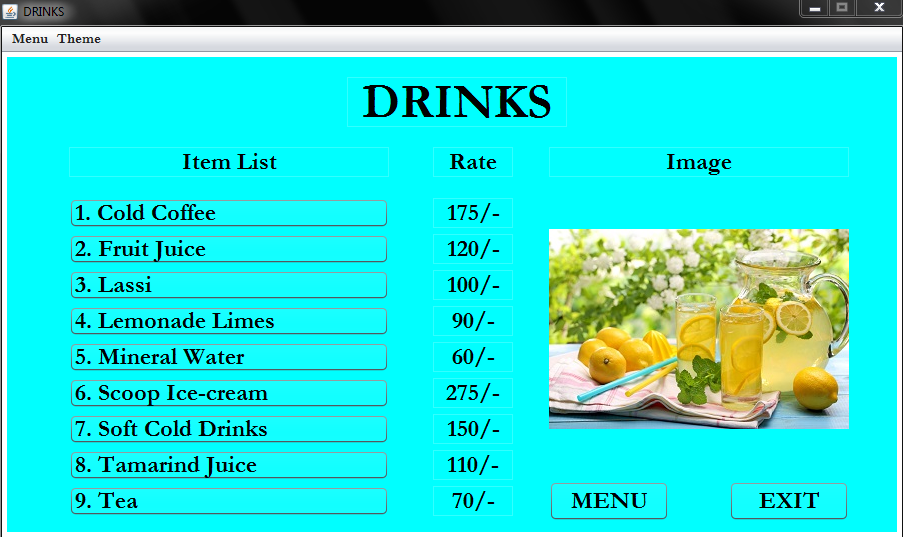 DRINKS
Menu Theme
DRINKS
Item List Rate Image
1. Cold Coffee 175/-
2. Fruit Juice 120/-
3. Lassi 100/-
4. Lemonade Limes 90/-
5. Mineral Water 60/-
6. Scoop Ice-cream 275/-
7. Soft Cold Drinks 150/-
8. Tamarind Juice 110/-
9. Tea 70/-
MENU EXIT